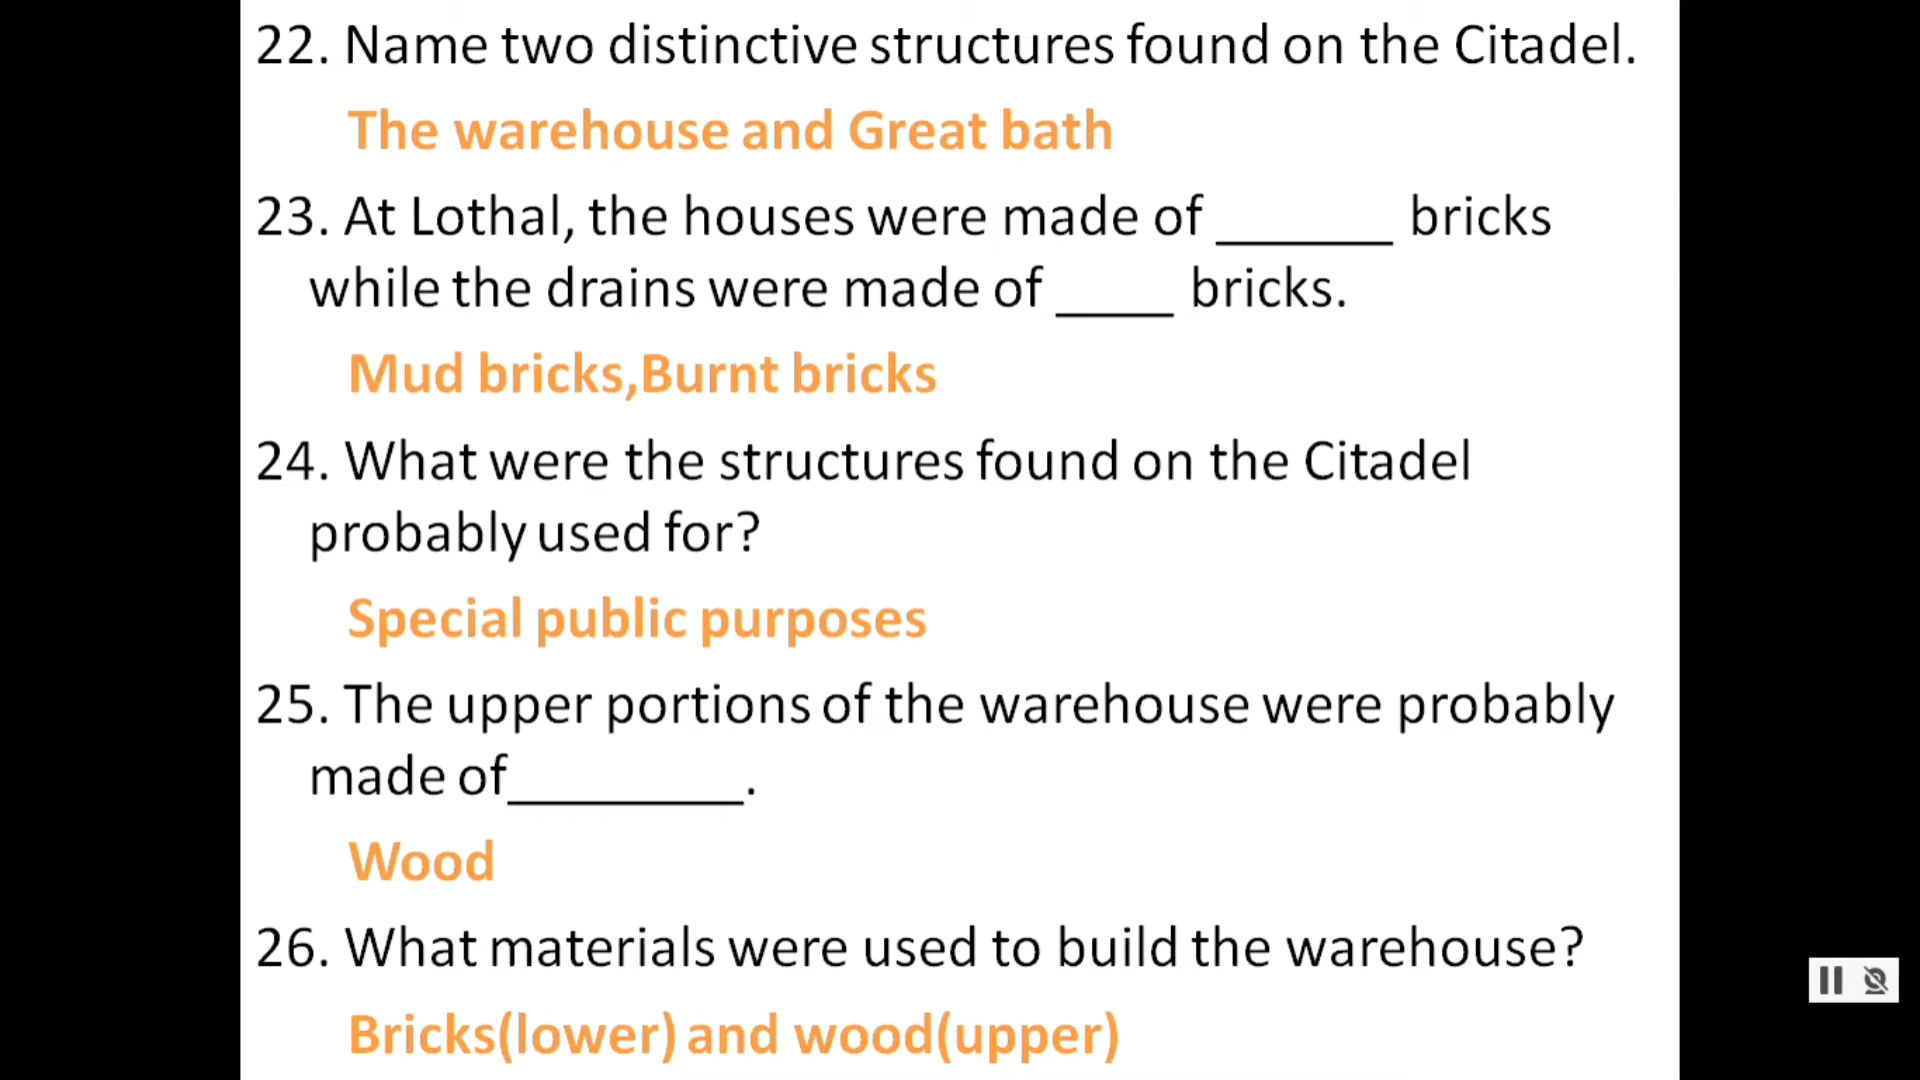 22. Name two distinctive structures found on the Citadel.
The warehouse and Great bath
23. At Lothal, the houses were made of ______ bricks
while the drains were made of ____ bricks.
Mud bricks,Burnt bricks
24. What were the structures found on the Citadel
probably used for?
Special public purposes
25. The upper portions of the warehouse were probably
made of________.
Wood
26. What materials were used to build the warehouse?
Bricks(lower) and wood(upper)